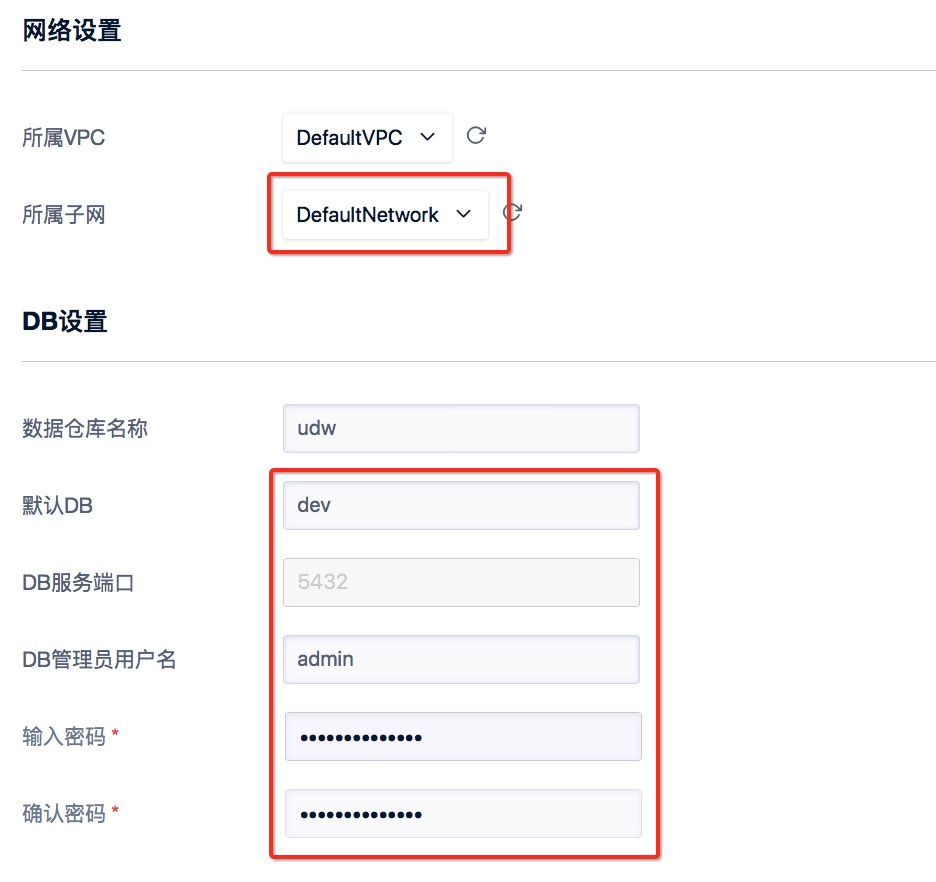 网络设置
所属VPC DefaultVPC
所属子网 DefaultNetwork
DB设置
数据仓库名称 udw
默认DB dev
DB服务端口 5432
DB管理员用户名 admin
输入密码 * ••••••••••••••
确认密码 * ••••••••••••••